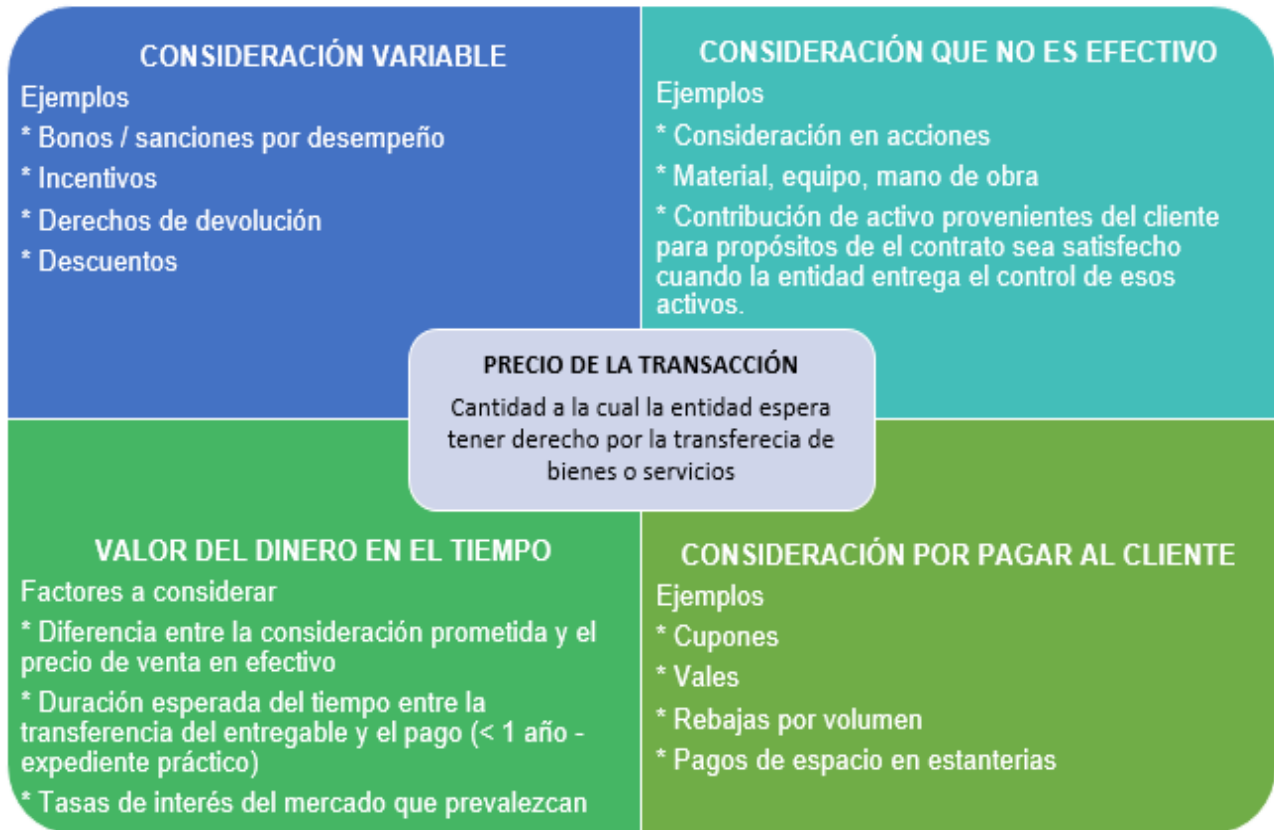 CONSIDERACIÓN VARIABLE
Ejemplos
* Bonos / sanciones por desempeño
* Incentivos
* Derechos de devolución
* Descuentos
CONSIDERACIÓN QUE NO ES EFECTIVO
Ejemplos
* Consideración en acciones
* Material, equipo, mano de obra
* Contribución de activo provenientes del cliente
para propósitos de el contrato sea satisfecho
cuando la entidad entrega el control de esos
activos.
PRECIO DE LA TRANSACCIÓN
Cantidad a la cual la entidad espera
tener derecho por la transferecia de
bienes o servicios
VALOR DEL DINERO EN EL TIEMPO
Factores a considerar
* Diferencia entre la consideración prometida y el
precio de venta en efectivo
* Duración esperada del tiempo entre la
transferencia del entregable y el pago (< 1 año -
expediente práctico)
* Tasas de interés del mercado que prevalezcan
CONSIDERACIÓN POR PAGAR AL CLIENTE
Ejemplos
* Cupones
* Vales
* Rebajas por volumen
* Pagos de espacio en estanterias